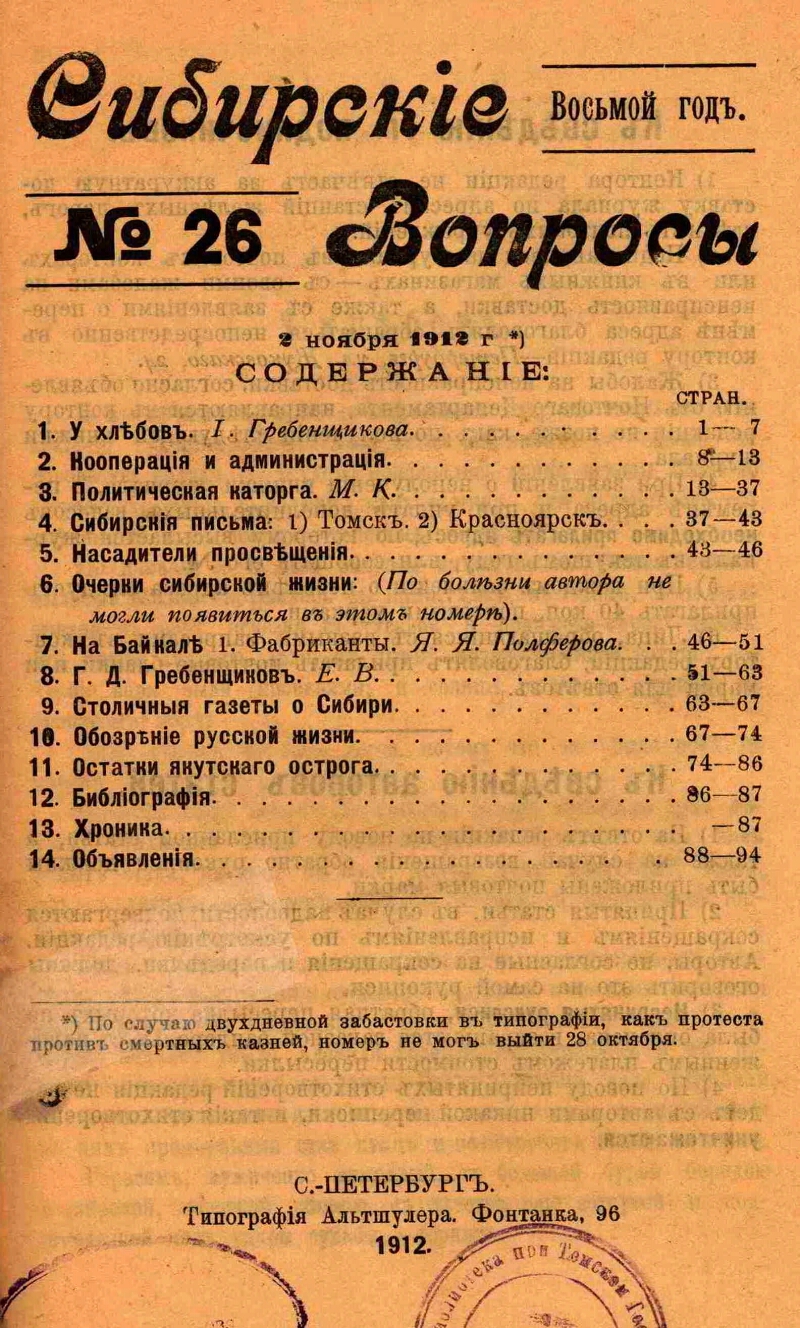 Сибирскіе
Восьмой годъ.
№ 26
Вопросы
2 ноября 1912 г *)
СОДЕРЖАНІЕ:
СТРАН.
1. У хлѣбовъ. I. Гребенщикова. 1— 7
2. Кооперація и администрація. 8—13
3. Политическая каторга. М. К. 13—37
4. Сибирскія письма: 1) Томскъ. 2) Красноярскъ. 37—43
5. Насадители просвѣщенія. 43—46
6. Очерки сибирской жизни: (По болѣзни автора не
могли появиться въ этомъ номерѣ).
7. На Байкалѣ 1. Фабриканты. Я. Я. Полферова. 46—51
8. Г. Д. Гребенщиковъ. Е. В. 51—63
9. Столичныя газеты о Сибири. 63—67
10. Обозрѣніе русской жизни. 67—74
11. Остатки якутскаго острога. 74—86
12. Библіографія. 86—87
13. Хроника. —87
14. Объявленія. 88—94
*) По случаю двухдневной забастовки въ типографіи, какъ протеста
противъ смертныхъ казней, номеръ не могъ выйти 28 октября.
С.-ПЕТЕРБУРГЪ.
Типографія Альтшулера. Фонтанка, 96
1912.
при Томском